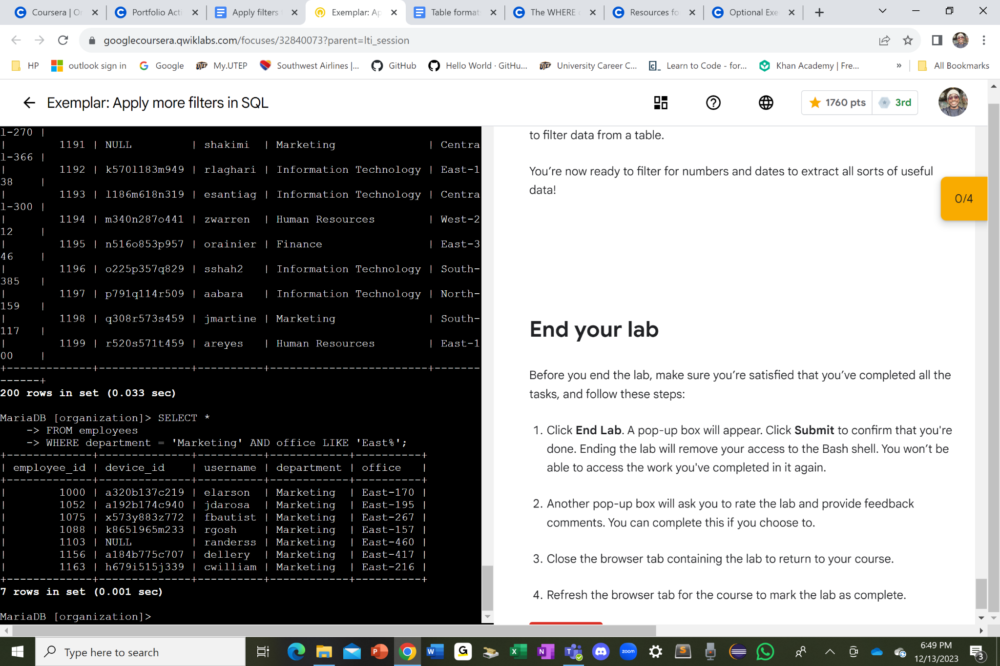 Coursera | Or
Portfolio Acti
Apply filters t
Exemplar: Ap
Table formats
The WHERE c
Resources fo
Optional Exe
googlecoursera.qwiklabs.com/focuses/32840073?parent=lti_session
HP
outlook sign in
Google
My.UTEP
Southwest Airlines |...
GitHub
Hello World · GitHu...
University Career C...
Learn to Code - for...
Khan Academy | Fre...
»
All Bookmarks
Exemplar: Apply more filters in SQL
1760 pts
3rd
l-270 |
| 1191 | NULL | shakimi | Marketing | Centra
l-366 |
| 1192 | k570l183m949 | rlaghari | Information Technology | East-1
38 |
| 1193 | l186m618n319 | esantiag | Information Technology | Centra
l-300 |
| 1194 | m340n287o441 | zwarren | Human Resources | West-2
12 |
| 1195 | n516o853p957 | orainier | Finance | East-3
46 |
| 1196 | o225p357q829 | sshah2 | Information Technology | South-
385 |
| 1197 | p791q114r509 | aabara | Information Technology | North-
159 |
| 1198 | q308r573s459 | jmartine | Marketing | South-
117 |
| 1199 | r520s571t459 | areyes | Human Resources | East-1
00 |
+-------------+--------------+----------+------------------------+-------
------+
200 rows in set (0.033 sec)
MariaDB [organization]> SELECT *
-> FROM employees
-> WHERE department = 'Marketing' AND office LIKE 'East%';
+-------------+--------------+----------+------------+----------+
| employee_id | device_id | username | department | office |
+-------------+--------------+----------+------------+----------+
| 1000 | a320b137c219 | elarson | Marketing | East-170 |
| 1052 | a192b174c940 | jdarosa | Marketing | East-195 |
| 1075 | x573y883z772 | fbautist | Marketing | East-267 |
| 1088 | k865l965m233 | rgosh | Marketing | East-157 |
| 1103 | NULL | randerss | Marketing | East-460 |
| 1156 | a184b775c707 | dellery | Marketing | East-417 |
| 1163 | h679i515j339 | cwilliam | Marketing | East-216 |
+-------------+--------------+----------+------------+----------+
7 rows in set (0.001 sec)
MariaDB [organization]>
to filter data from a table.
You’re now ready to filter for numbers and dates to extract all sorts of useful
data!
0/4
End your lab
Before you end the lab, make sure you’re satisfied that you’ve completed all the
tasks, and follow these steps:
1. Click End Lab. A pop-up box will appear. Click Submit to confirm that you're
done. Ending the lab will remove your access to the Bash shell. You won’t be
able to access the work you've completed in it again.
2. Another pop-up box will ask you to rate the lab and provide feedback
comments. You can complete this if you choose to.
3. Close the browser tab containing the lab to return to your course.
4. Refresh the browser tab for the course to mark the lab as complete.
Type here to search
zoom
6:49 PM
12/13/2023
3